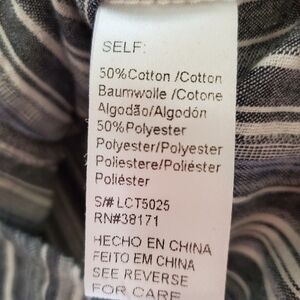 SELF:
50%Cotton /Cotton
Baumwolle /Cotone
Algodão/Algodón
50%Polyester
Polyester/Polyester
Poliestere/Poliester
Poliéster
S/# LCT5025
RN#38171
HECHO EN CHINA
FEITO EM CHINA
SEE REVERSE
FOR CARE